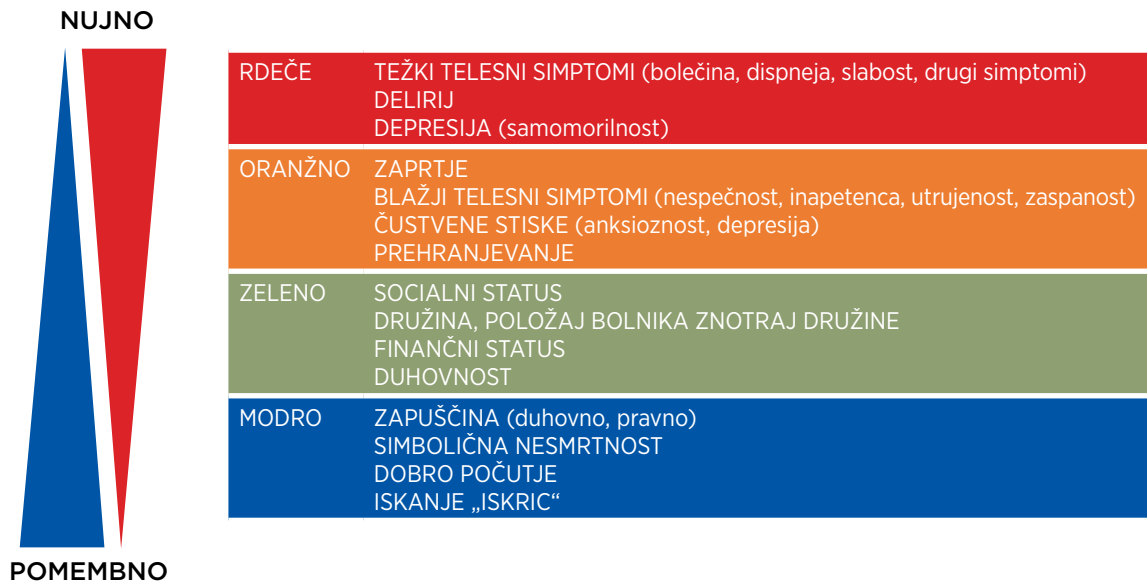 NUJNO
RDEČE TEŽKI TELESNI SIMPTOMI (bolečina, dispneja, slabost, drugi simptomi)
DELIRIJ
DEPRESIJA (samomorilnost)
ORANŽNO ZAPRTJE
BLAŽJI TELESNI SIMPTOMI (nespečnost, inapetenca, utrujenost, zaspanost)
ČUSTVENE STISKE (anksioznost, depresija)
PREHRANJEVANJE
ZELENO SOCIALNI STATUS
DRUŽINA, POLOŽAJ BOLNIKA ZNOTRAJ DRUŽINE
FINANČNI STATUS
DUHOVNOST
MODRO ZAPUŠČINA (duhovno, pravno)
SIMBOLIČNA NESMRTNOST
DOBRO POČUTJE
ISKANJE „ISKRIC“
POMEMBNO